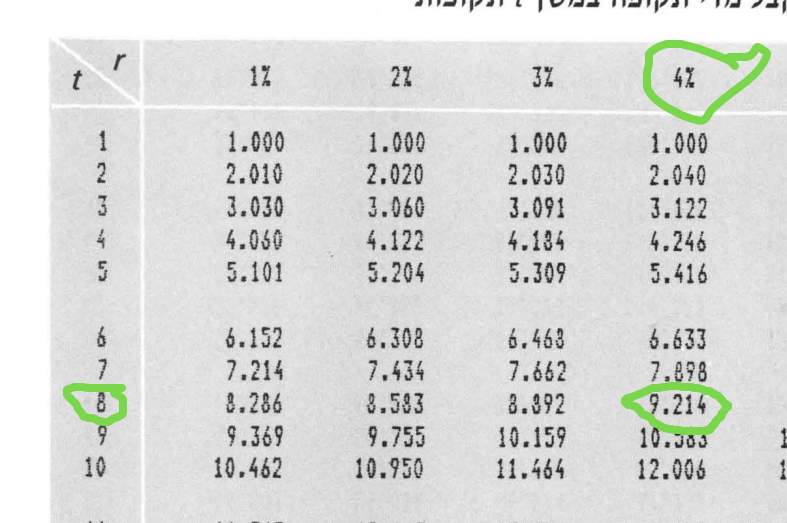 t r 1% 2% 3% 4%
1 1.000 1.000 1.000 1.000
2 2.010 2.020 2.030 2.040
3 3.030 3.060 3.091 3.122
4 4.060 4.122 4.184 4.246
5 5.101 5.204 5.309 5.416
6 6.152 6.308 6.468 6.633
7 7.214 7.434 7.662 7.898
8 8.286 8.583 8.892 9.214
9 9.369 9.755 10.159 10.583
10 10.462 10.950 11.464 12.006